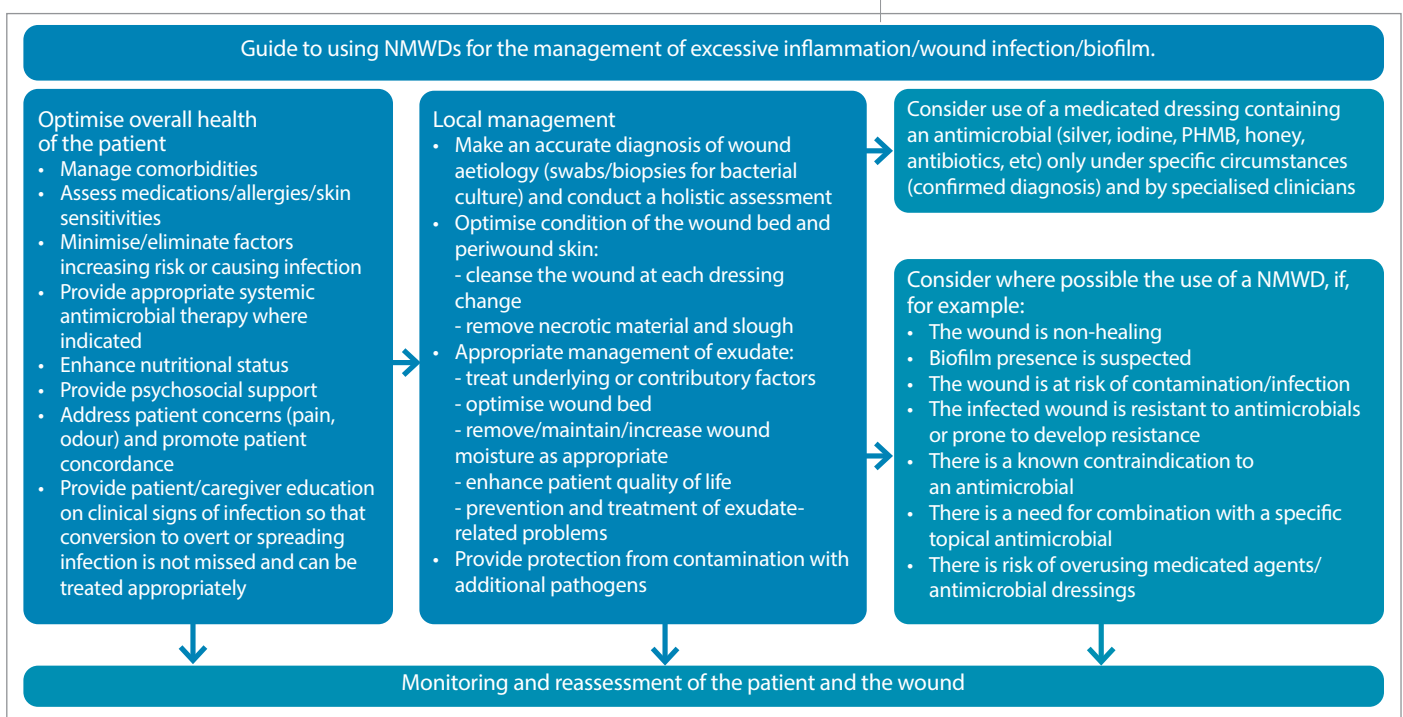 Guide to using NMWDs for the management of excessive inflammation/wound infection/biofilm.
Optimise overall health
of the patient
• Manage comorbidities
• Assess medications/allergies/skin
sensitivities
• Minimise/eliminate factors
increasing risk or causing infection
• Provide appropriate systemic
antimicrobial therapy where
indicated
• Enhance nutritional status
• Provide psychosocial support
• Address patient concerns (pain,
odour) and promote patient
concordance
• Provide patient/caregiver education
on clinical signs of infection so that
conversion to overt or spreading
infection is not missed and can be
treated appropriately
Local management
• Make an accurate diagnosis of wound
aetiology (swabs/biopsies for bacterial
culture) and conduct a holistic assessment
• Optimise condition of the wound bed and
periwound skin:
- cleanse the wound at each dressing
change
- remove necrotic material and slough
• Appropriate management of exudate:
- treat underlying or contributory factors
- optimise wound bed
- remove/maintain/increase wound
moisture as appropriate
- enhance patient quality of life
- prevention and treatment of exudate-
related problems
• Provide protection from contamination with
additional pathogens
Consider use of a medicated dressing containing
an antimicrobial (silver, iodine, PHMB, honey,
antibiotics, etc) only under specific circumstances
(confirmed diagnosis) and by specialised clinicians
Consider where possible the use of a NMWD, if,
for example:
• The wound is non-healing
• Biofilm presence is suspected
• The wound is at risk of contamination/infection
• The infected wound is resistant to antimicrobials
or prone to develop resistance
• There is a known contraindication to
an antimicrobial
• There is a need for combination with a specific
topical antimicrobial
• There is risk of overusing medicated agents/
antimicrobial dressings
Monitoring and reassessment of the patient and the wound